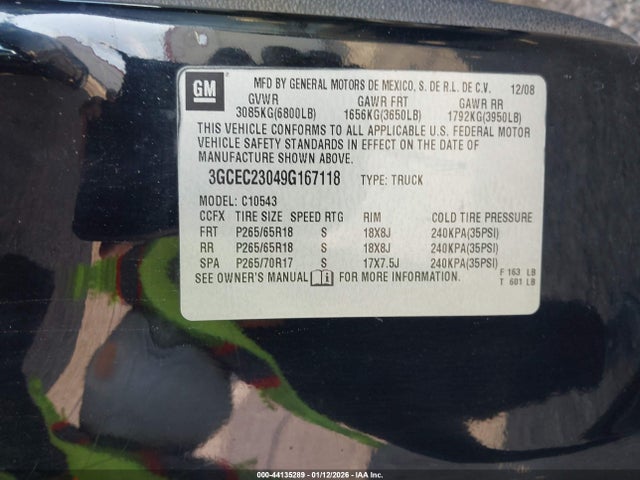 GM
MFD BY GENERAL MOTORS DE MEXICO, S. DE R.L. DE C.V. 12/08
GVWR GAWR FRT GAWR RR
3085KG(6800LB) 1656KG(3650LB) 1792KG(3950LB)
THIS VEHICLE CONFORMS TO ALL APPLICABLE U.S. FEDERAL MOTOR
VEHICLE SAFETY STANDARDS IN EFFECT ON THE DATE OF
MANUFACTURE SHOWN ABOVE.
3GCEC23049G167118 TYPE: TRUCK
MODEL: C10543
CCFX TIRE SIZE SPEED RTG RIM COLD TIRE PRESSURE
FRT P265/65R18 S 18X8J 240KPA(35PSI)
RR P265/65R18 S 18X8J 240KPA(35PSI)
SPA P265/70R17 S 17X7.5J 240KPA(35PSI)
SEE OWNER'S MANUAL FOR MORE INFORMATION.
F 163 LB
T 601 LB
000-44135289 - 01/12/2026 - IAAI.COM